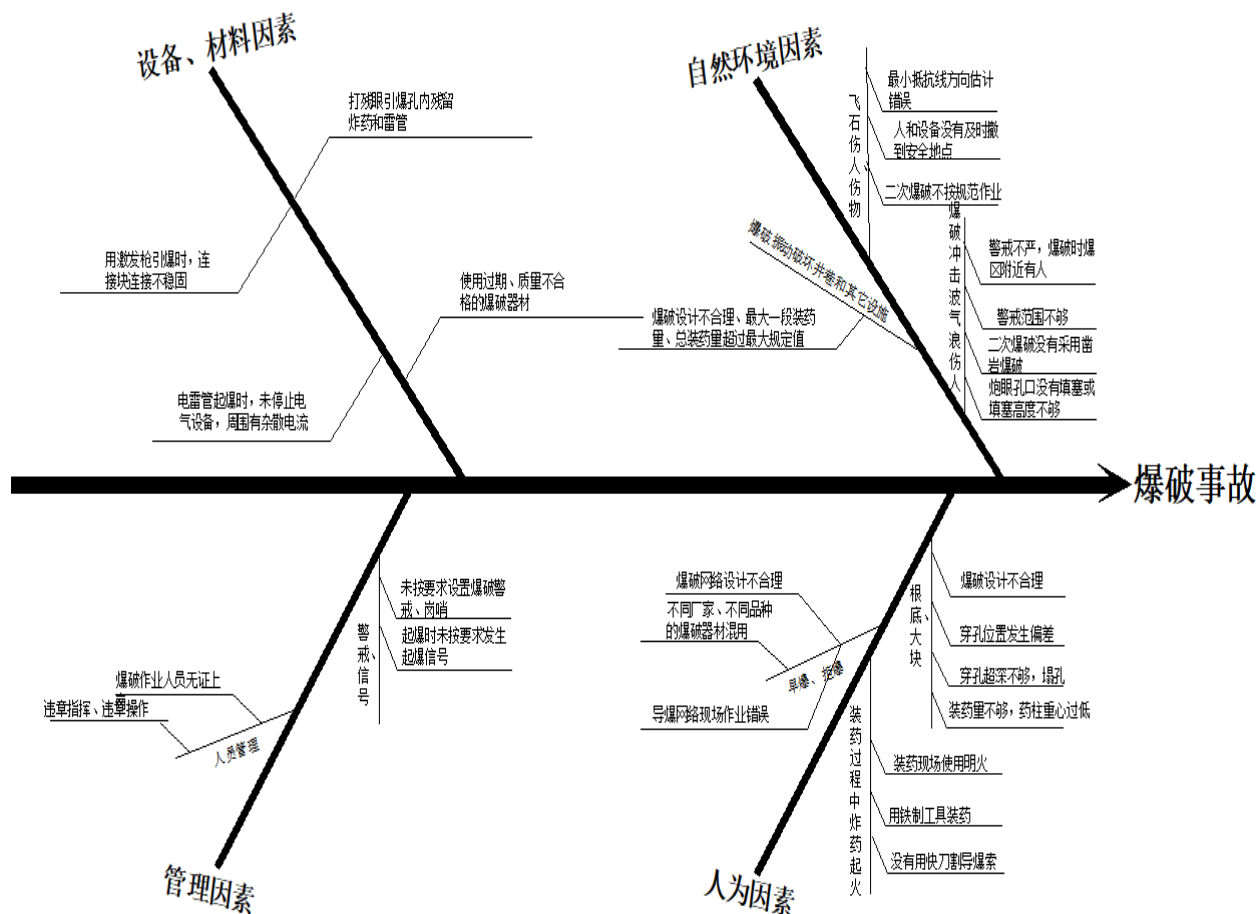 设备、材料因素
打残眼引爆孔内残留
炸药和雷管
用激发枪引爆时，连
接块连接不稳固
使用过期、质量不合
格的爆破器材
电雷管起爆时，未停止电
气设备，周围有杂散电流
自然环境因素
飞石伤人伤物
最小抵抗线方向估计
错误
人和设备没有及时撤
到安全地点
二次爆破不按规范作业
爆破振动破坏井巷和其它设施
爆破设计不合理、最大一段装药
量、总装药量超过最大规定值
爆破冲击波气浪伤人
警戒不严，爆破时爆
附近有人
警戒范围不够
二次爆破没有采用凿
岩爆破
炮眼孔口没有填塞或
填塞高度不够
爆破事故
管理因素
警戒、信号
未按要求设置爆破警
戒、岗哨
起爆时未按要求发生
起爆信号
人员管理
爆破作业人员无证上
违章指挥、违章操作
人为因素
早爆、拒爆
爆破网络设计不合理
不同厂家、不同品种
的爆破器材混用
导爆网络现场作业错误
根底、大块
爆破设计不合理
穿孔位置发生偏差
穿孔超深不够，塌孔
装药量不够，药柱重心过低
装药过程中炸药起火
装药现场使用明火
用铁制工具装药
没有用快刀割导爆索